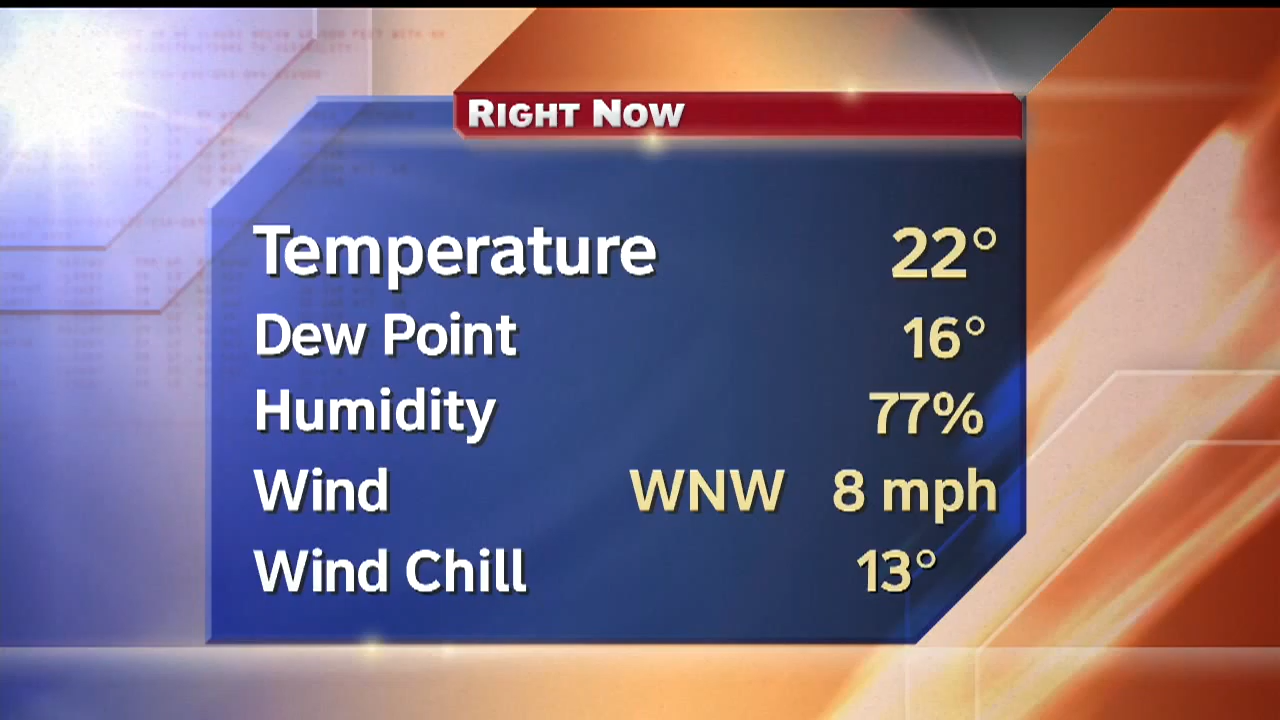 Right Now
Temperature 22°
Dew Point 16°
Humidity 77%
Wind WNW 8 mph
Wind Chill 13°